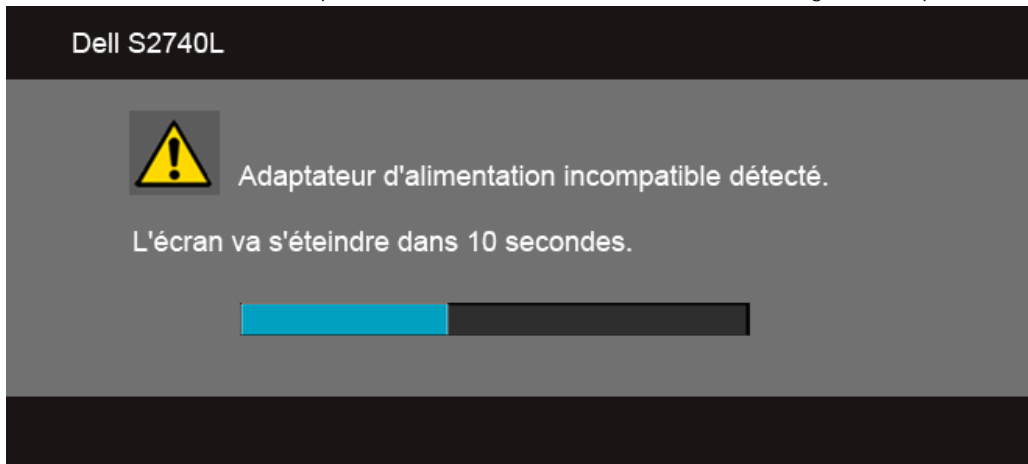 Dell S2740L
Adaptateur d'alimentation incompatible détecté.
L'écran va s'éteindre dans 10 secondes.